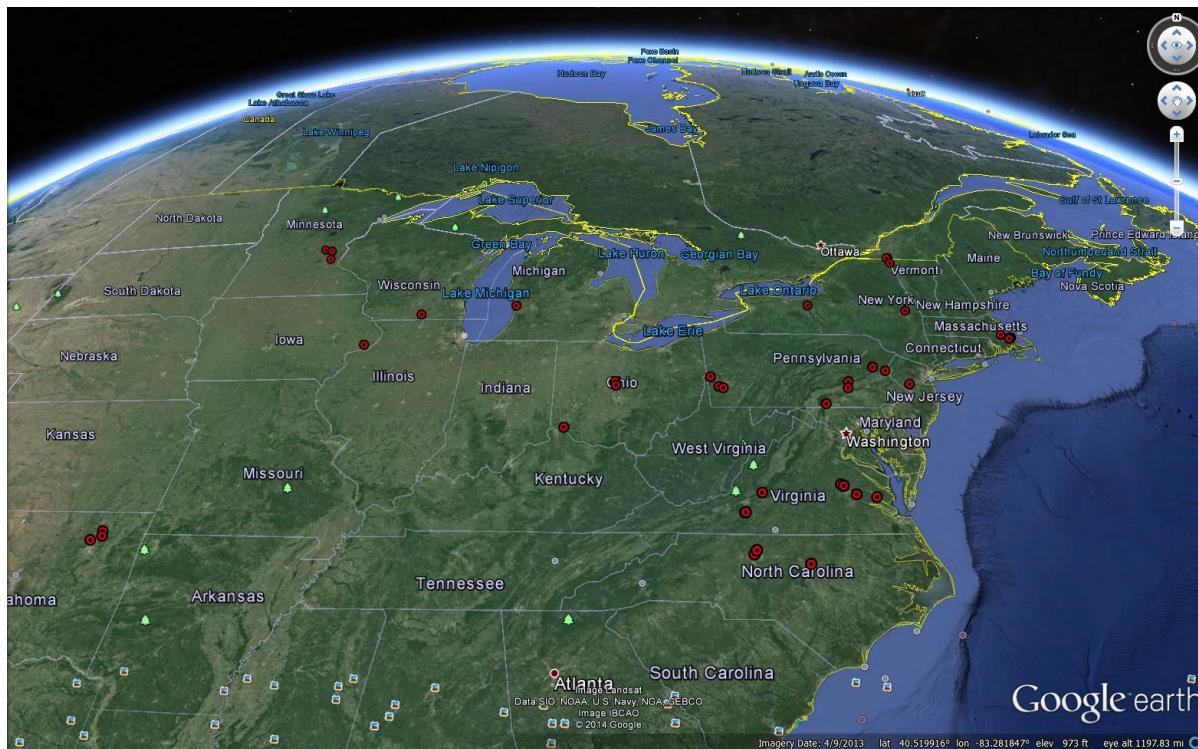 N
Foxe Basin
Foxe Channel
Hudson Bay
Hudson Strait
Arctic Ocean
Ungava Bay
Great Slave Lake
Lake Athabasca
Nuuk
Canada
Lake Winnipeg
James Bay
Labrador Sea
Lake Nipigon
Lake Superior
Gulf of St Lawrence
North Dakota
Minnesota
New Brunswick
Prince Edward Island
Green Bay
Lake Huron
Georgian Bay
Ottawa
Maine
Northumberland Strait
Michigan
Vermont
Bay of Fundy
South Dakota
Wisconsin
Lake Michigan
Lake Ontario
Nova Scotia
New York
New Hampshire
Lake Erie
Massachusetts
Iowa
Connecticut
Nebraska
Pennsylvania
Illinois
Indiana
Ohio
New Jersey
Kansas
Maryland
Washington
West Virginia
Missouri
Kentucky
Virginia
North Carolina
Tennessee
ahoma
Arkansas
South Carolina
Atlanta
Image Landsat
Data SIO, NOAA, U.S. Navy, NGA, GEBCO
Image IBCAO
© 2014 Google
Google earth
Imagery Date: 4/9/2013 lat 40.519916° lon -83.281847° elev 973 ft eye alt 1197.83 mi